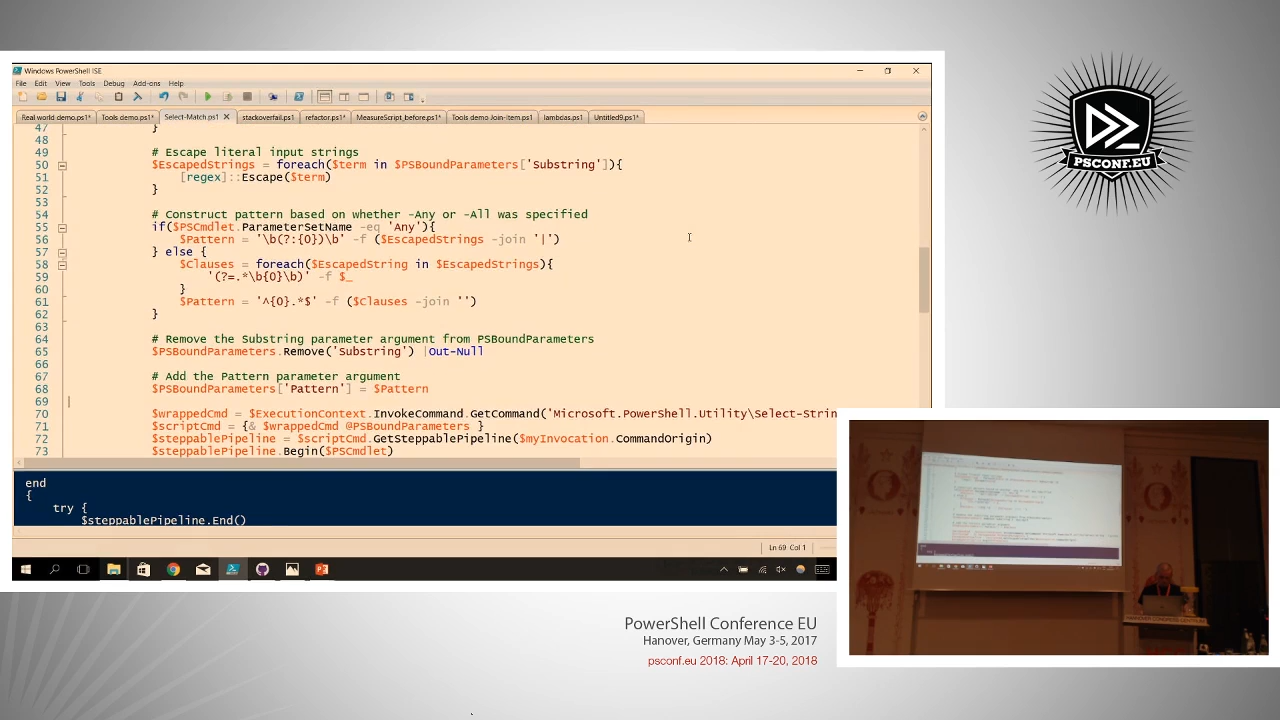 Windows PowerShell ISE
File Edit View Tools Debug Add-ons Help
Real world demo.ps1* Tools demo.ps1* Select-Match.ps1 stackoverfail.ps1 refactor.ps1* MeasureScript_before.ps1* Tools demo Join-Item.ps1 lambdas.ps1 Untitled9.ps1*
47 }
48
49 # Escape literal input strings
50 $EscapedStrings = foreach($term in $PSBoundParameters['Substring']){
51 [regex]::Escape($term)
52 }
53
54 # Construct pattern based on whether -Any or -All was specified
55 if($PSCmdlet.ParameterSetName -eq 'Any'){
56 $Pattern = '\b(?:{0})\b' -f ($EscapedStrings -join '|')
57 } else {
58 $Clauses = foreach($EscapedString in $EscapedStrings){
59 '(?=.*\b{0}\b)' -f $_
60 }
61 $Pattern = '^{0}.*$' -f ($Clauses -join '')
62 }
63
64 # Remove the Substring parameter argument from PSBoundParameters
65 $PSBoundParameters.Remove('Substring') |Out-Null
66
67 # Add the Pattern parameter argument
68 $PSBoundParameters['Pattern'] = $Pattern
69
70 $wrappedCmd = $ExecutionContext.InvokeCommand.GetCommand('Microsoft.PowerShell.Utility\Select-Strin
71 $scriptCmd = {& $wrappedCmd @PSBoundParameters }
72 $steppablePipeline = $scriptCmd.GetSteppablePipeline($myInvocation.CommandOrigin)
73 $steppablePipeline.Begin($PSCmdlet)
end
{
try {
$steppablePipeline.End()
Ln 69 Col 1
PSCONF.EU
PowerShell Conference EU
Hanover, Germany May 3-5, 2017
psconf.eu 2018: April 17-20, 2018